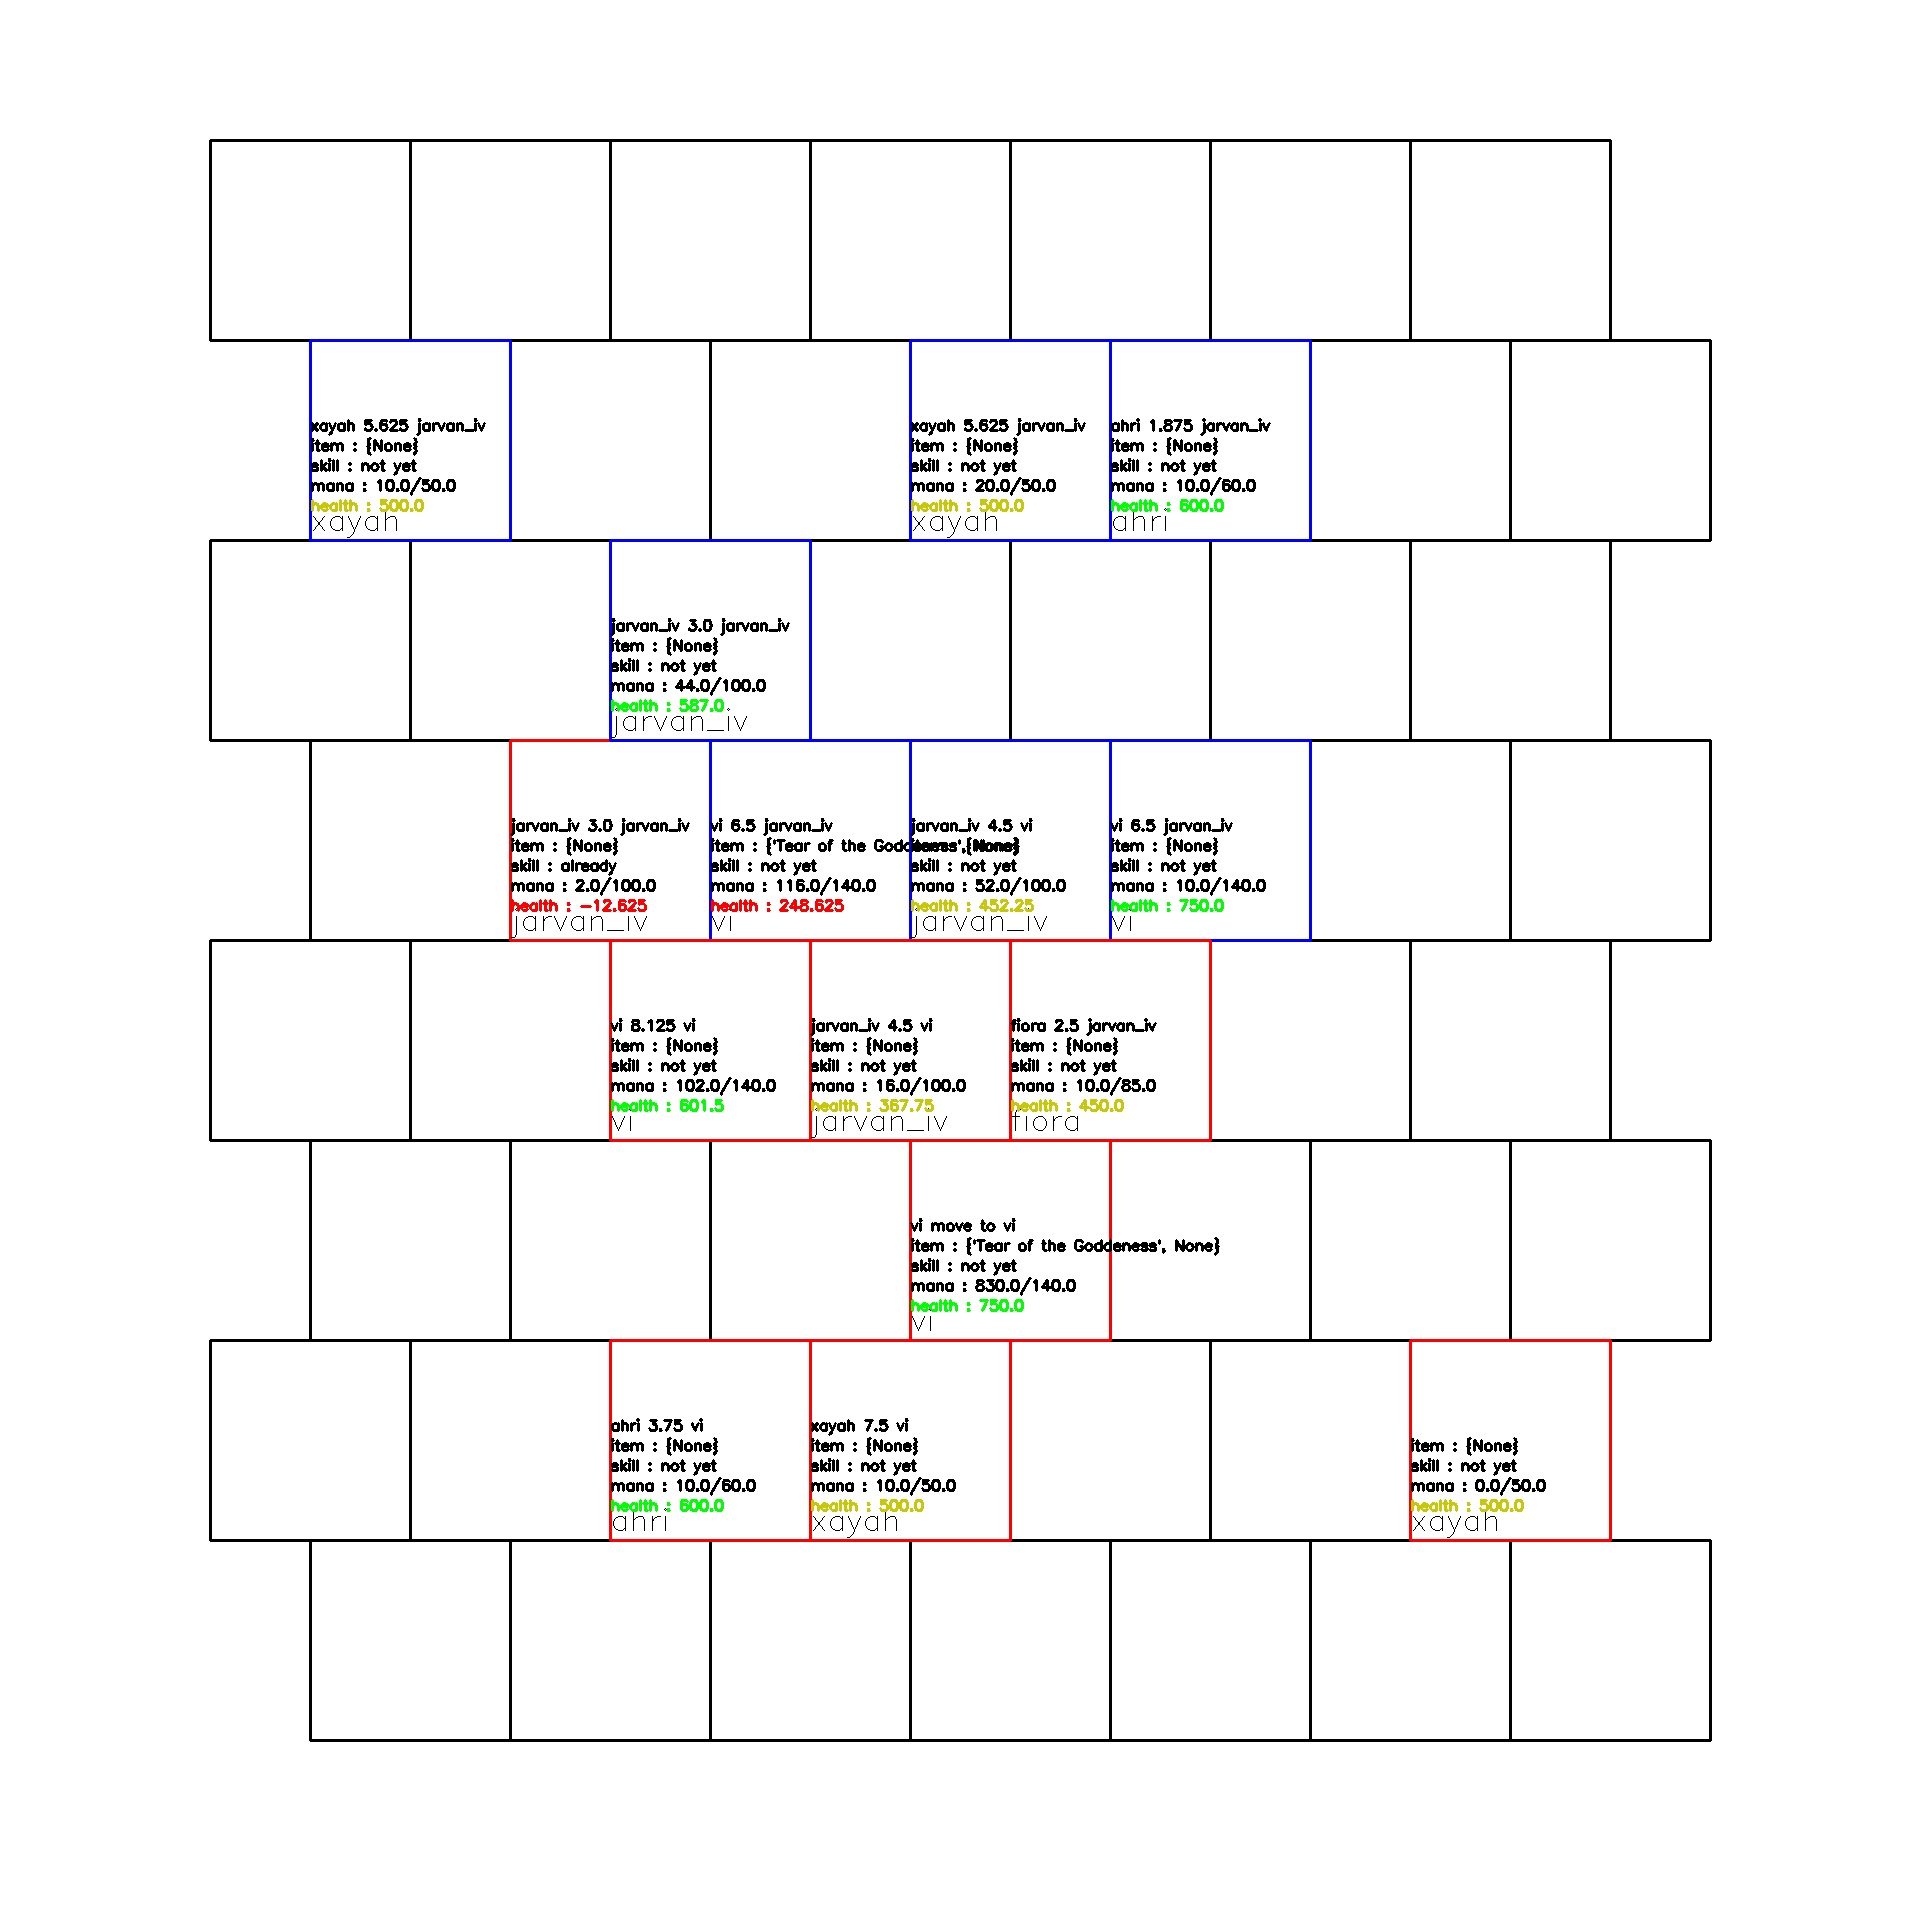 xayah 5.625 jarvan_iv
item : {None}
skill : not yet
mana : 10.0/50.0
health : 500.0
xayah
xayah 5.625 jarvan_iv
item : {None}
skill : not yet
mana : 20.0/50.0
health : 500.0
xayah
ahri 1.875 jarvan_iv
item : {None}
skill : not yet
mana : 10.0/60.0
health : 600.0
ahri
jarvan_iv 3.0 jarvan_iv
item : {None}
skill : not yet
mana : 44.0/100.0
health : 587.0
jarvan_iv
jarvan_iv 3.0 jarvan_iv
item : {None}
skill : already
mana : 2.0/100.0
health : -12.625
jarvan_iv
vi 6.5 jarvan_iv
item : {'Tear of the Goddeness', None}
skill : not yet
mana : 116.0/140.0
health : 248.625
vi
jarvan_iv 4.5 vi
item : {None}
skill : not yet
mana : 52.0/100.0
health : 452.25
jarvan_iv
vi 6.5 jarvan_iv
item : {None}
skill : not yet
mana : 10.0/140.0
health : 750.0
vi
vi 8.125 vi
item : {None}
skill : not yet
mana : 102.0/140.0
health : 601.5
vi
jarvan_iv 4.5 vi
item : {None}
skill : not yet
mana : 16.0/100.0
health : 367.75
jarvan_iv
fiora 2.5 jarvan_iv
item : {None}
skill : not yet
mana : 10.0/85.0
health : 450.0
fiora
vi move to vi
item : {'Tear of the Goddeness', None}
skill : not yet
mana : 830.0/140.0
health : 750.0
vi
ahri 3.75 vi
item : {None}
skill : not yet
mana : 10.0/60.0
health : 600.0
ahri
xayah 7.5 vi
item : {None}
skill : not yet
mana : 10.0/50.0
health : 500.0
xayah
item : {None}
skill : not yet
mana : 0.0/50.0
health : 500.0
xayah